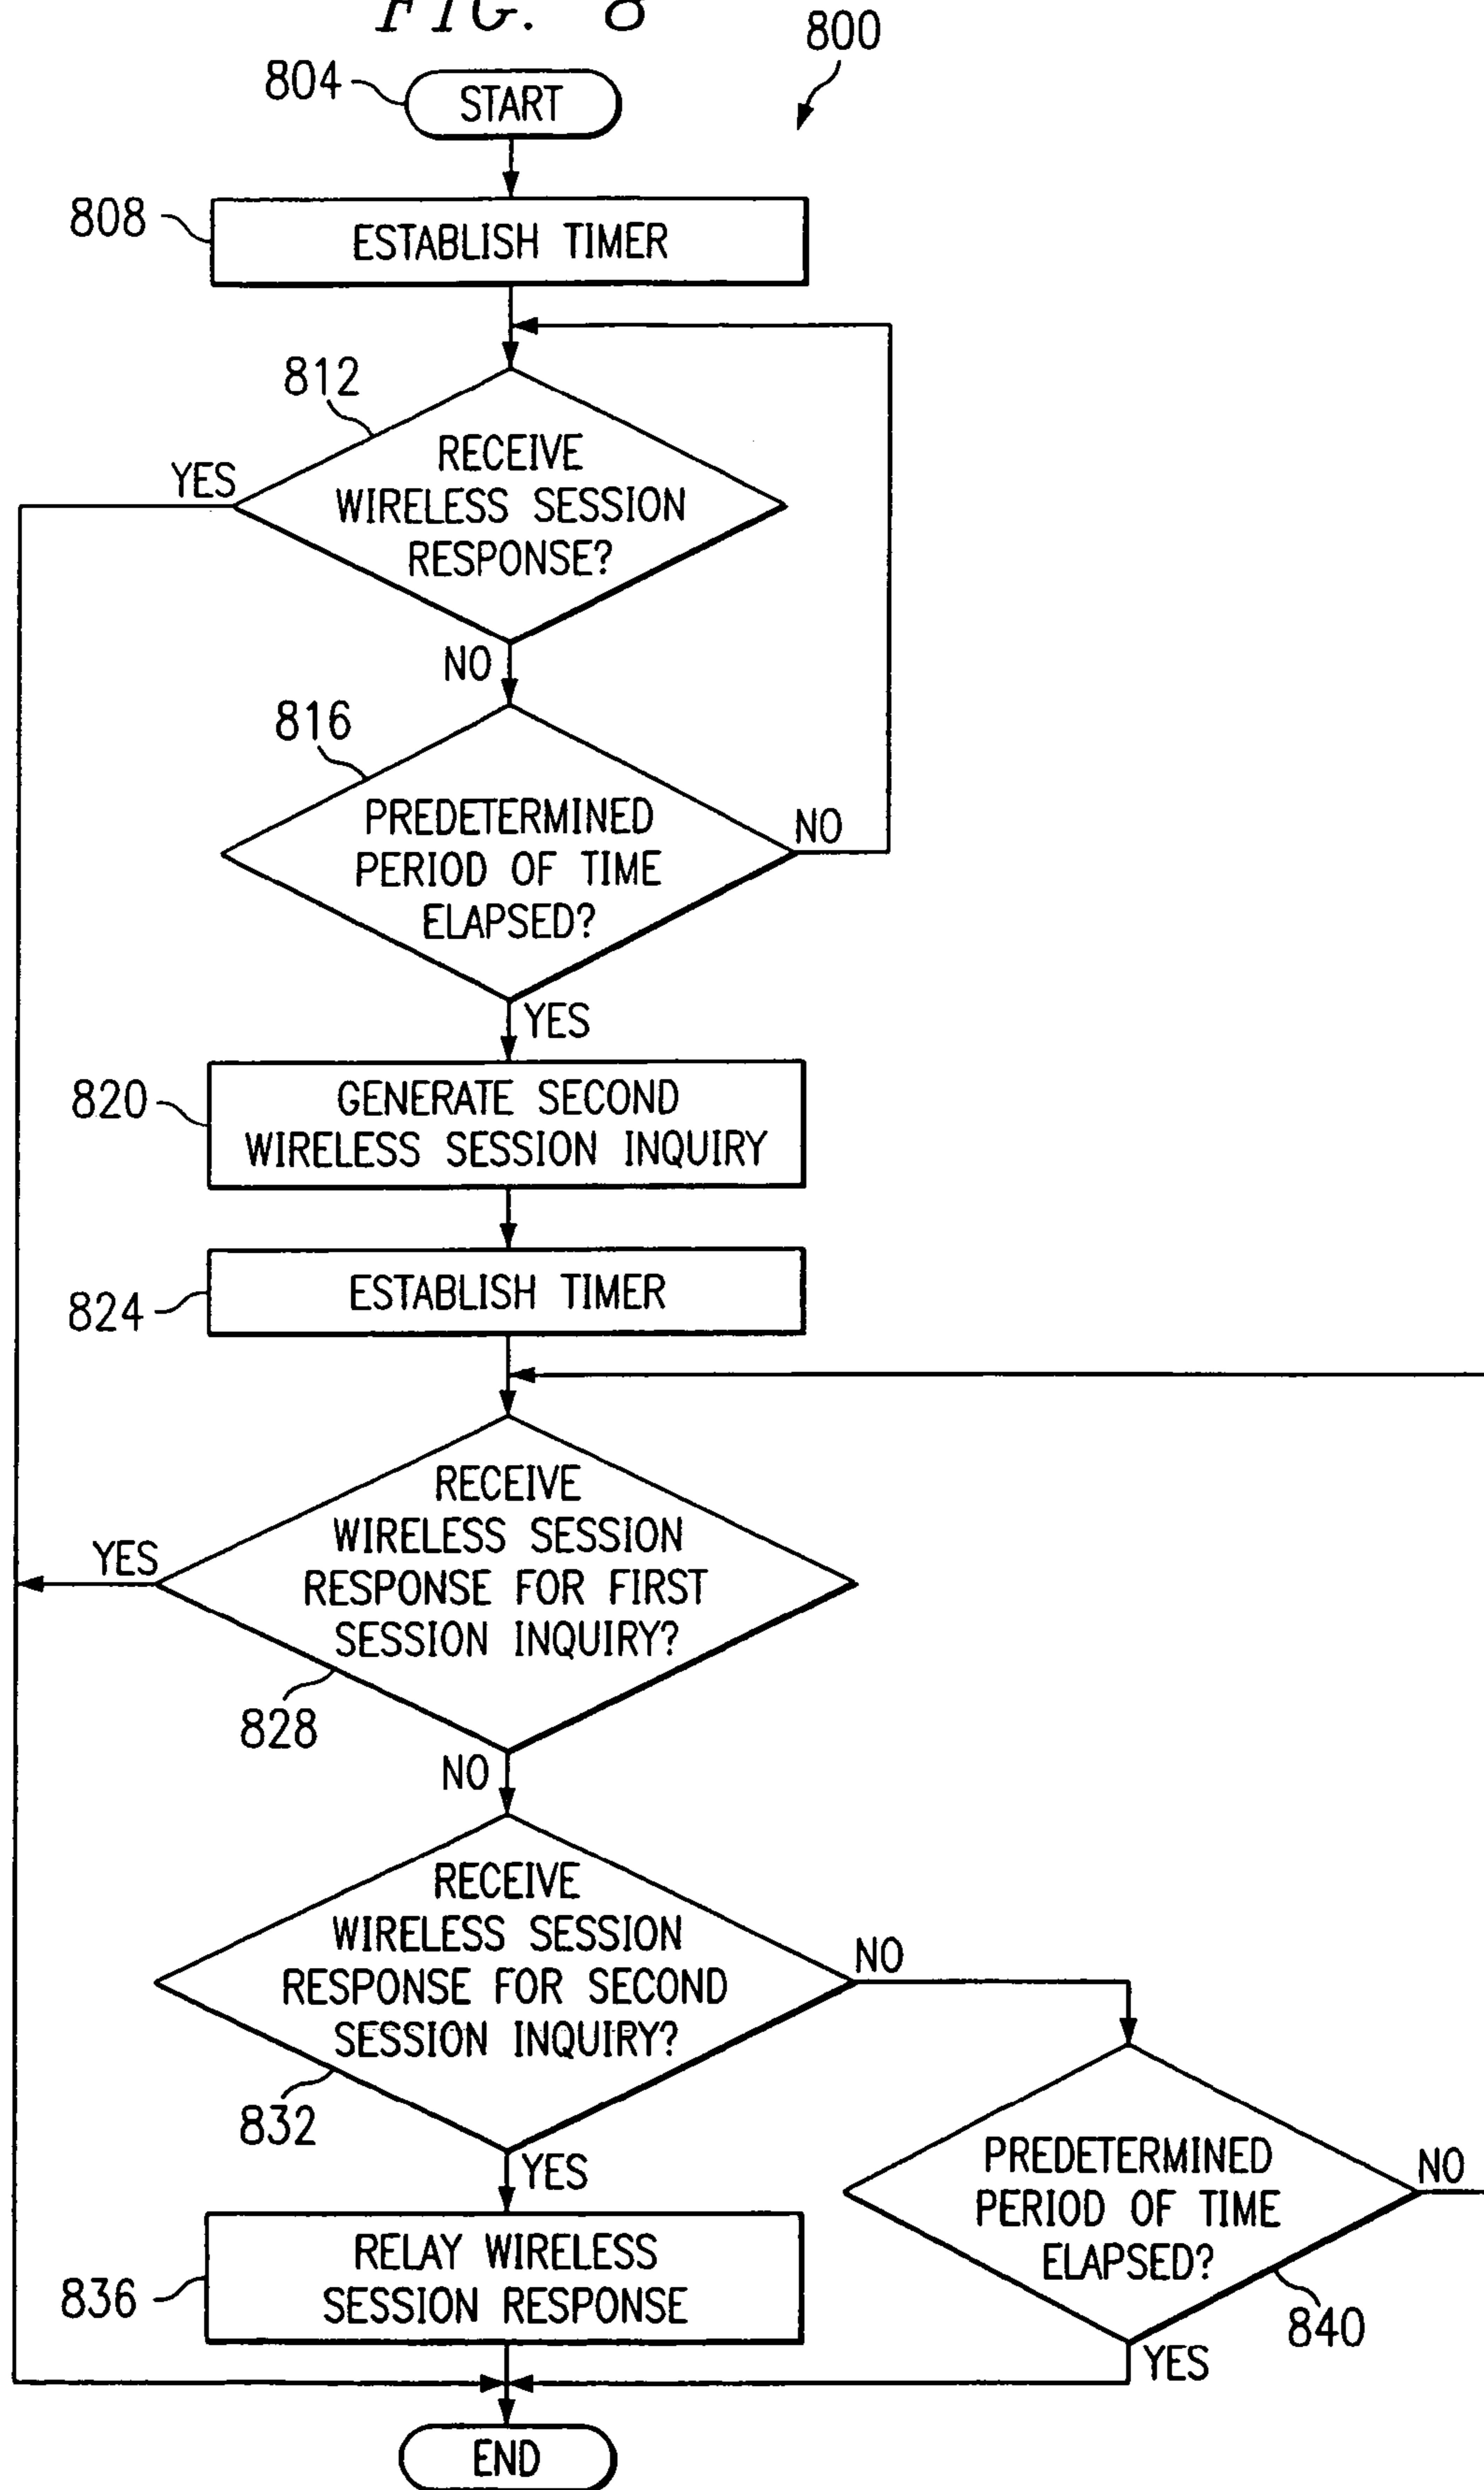 FIG. 8
800
804
START
808
ESTABLISH TIMER
812
RECEIVE
WIRELESS SESSION
RESPONSE?
YES
NO
816
PREDETERMINED
PERIOD OF TIME
ELAPSED?
NO
YES
820
GENERATE SECOND
WIRELESS SESSION INQUIRY
824
ESTABLISH TIMER
RECEIVE
WIRELESS SESSION
RESPONSE FOR FIRST
SESSION INQUIRY?
YES
828
NO
RECEIVE
WIRELESS SESSION
RESPONSE FOR SECOND
SESSION INQUIRY?
NO
832
YES
PREDETERMINED
PERIOD OF TIME
ELAPSED?
NO
840
YES
836
RELAY WIRELESS
SESSION RESPONSE
END